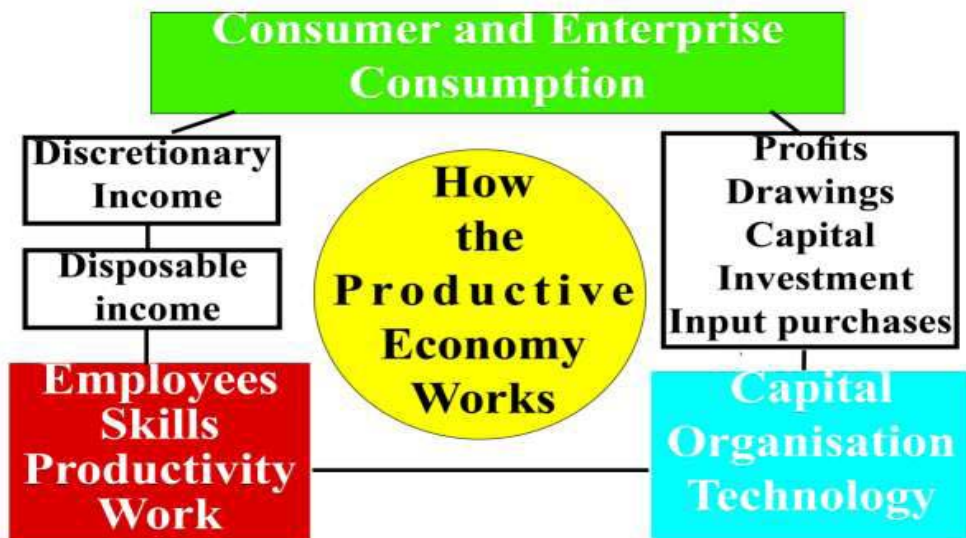 Consumer and Enterprise
Consumption
Discretionary
Income
Disposable
income
Employees
Skills
Productivity
Work
How
the
Productive
Economy
Works
Profits
Drawings
Capital
Investment
Input purchases
Capital
Organisation
Technology